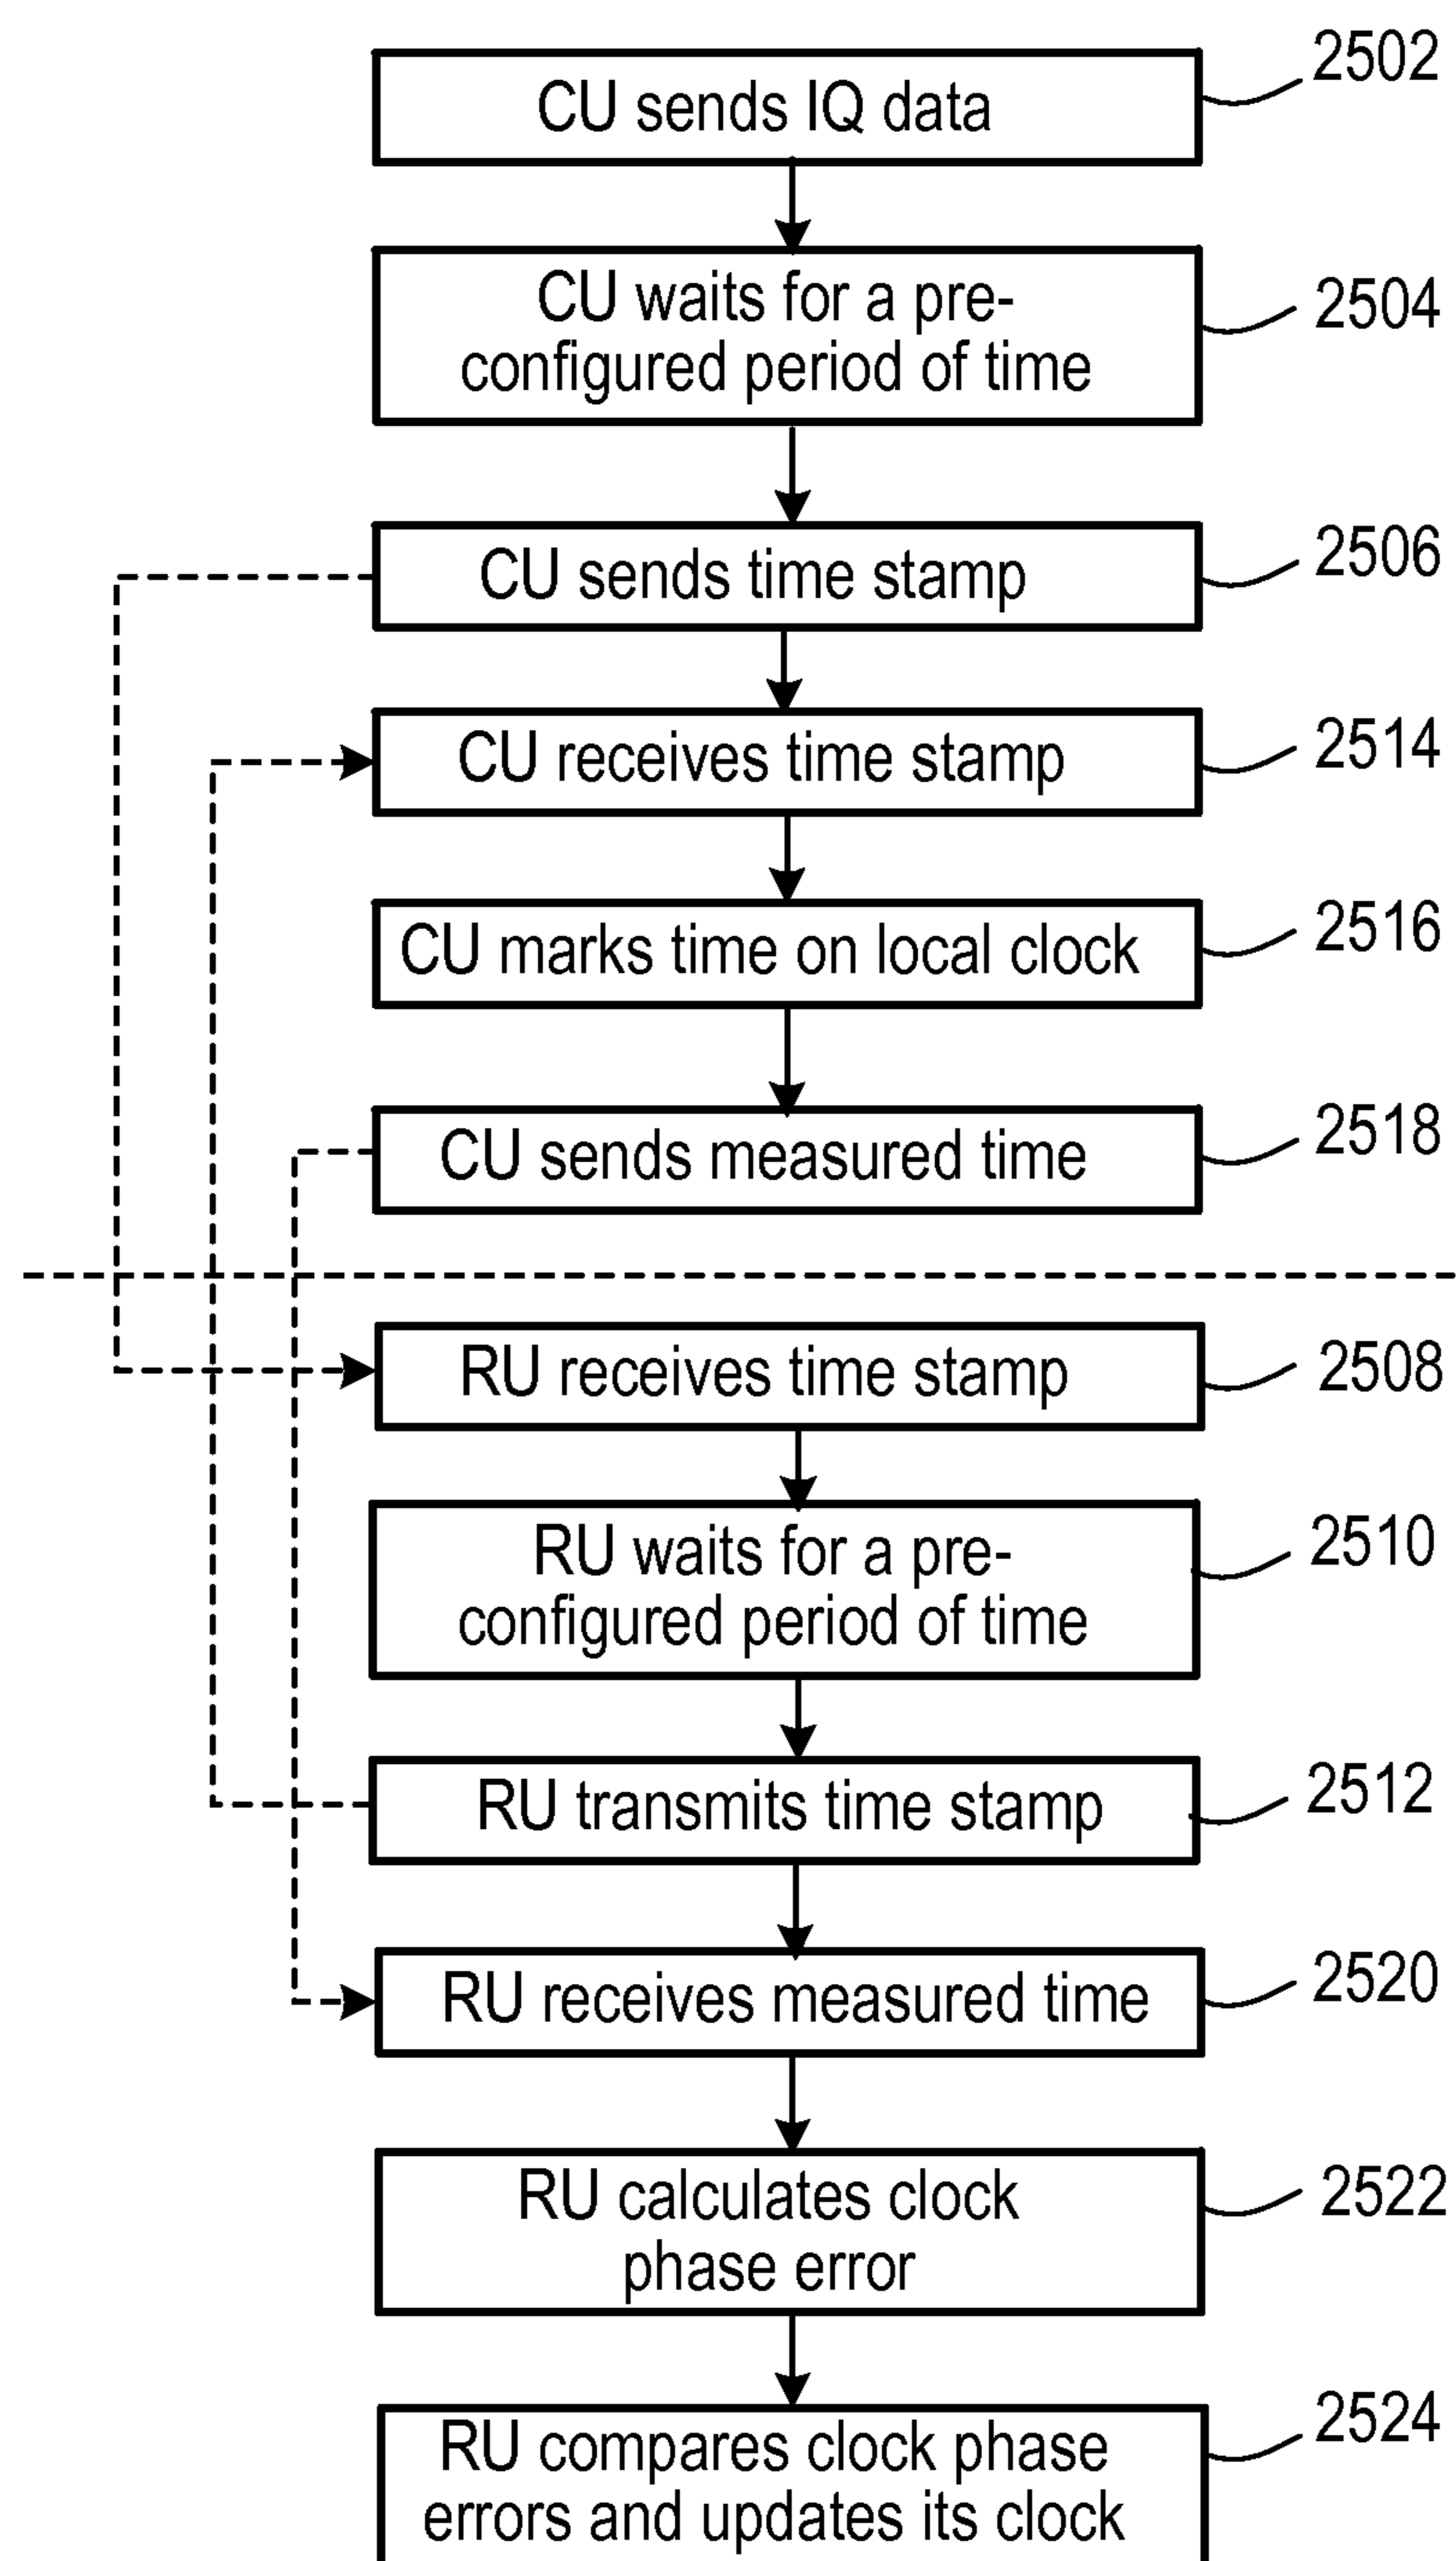 2502
CU sends IQ data
CU waits for a pre-
configured period of time
2504
CU sends time stamp
2506
CU receives time stamp
2514
CU marks time on local clock
2516
CU sends measured time
2518
RU receives time stamp
2508
RU waits for a pre-
configured period of time
2510
RU transmits time stamp
2512
RU receives measured time
2520
RU calculates clock
phase error
2522
RU compares clock phase
errors and updates its clock
2524